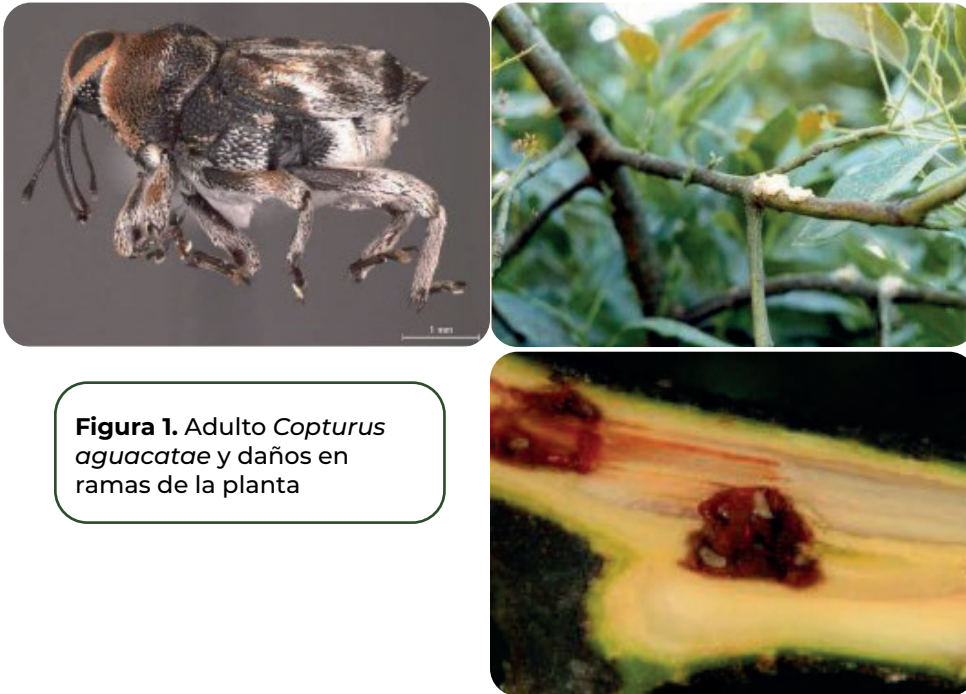 1 mm
Figura 1. Adulto Copturus
aguacatae y daños en
ramas de la planta